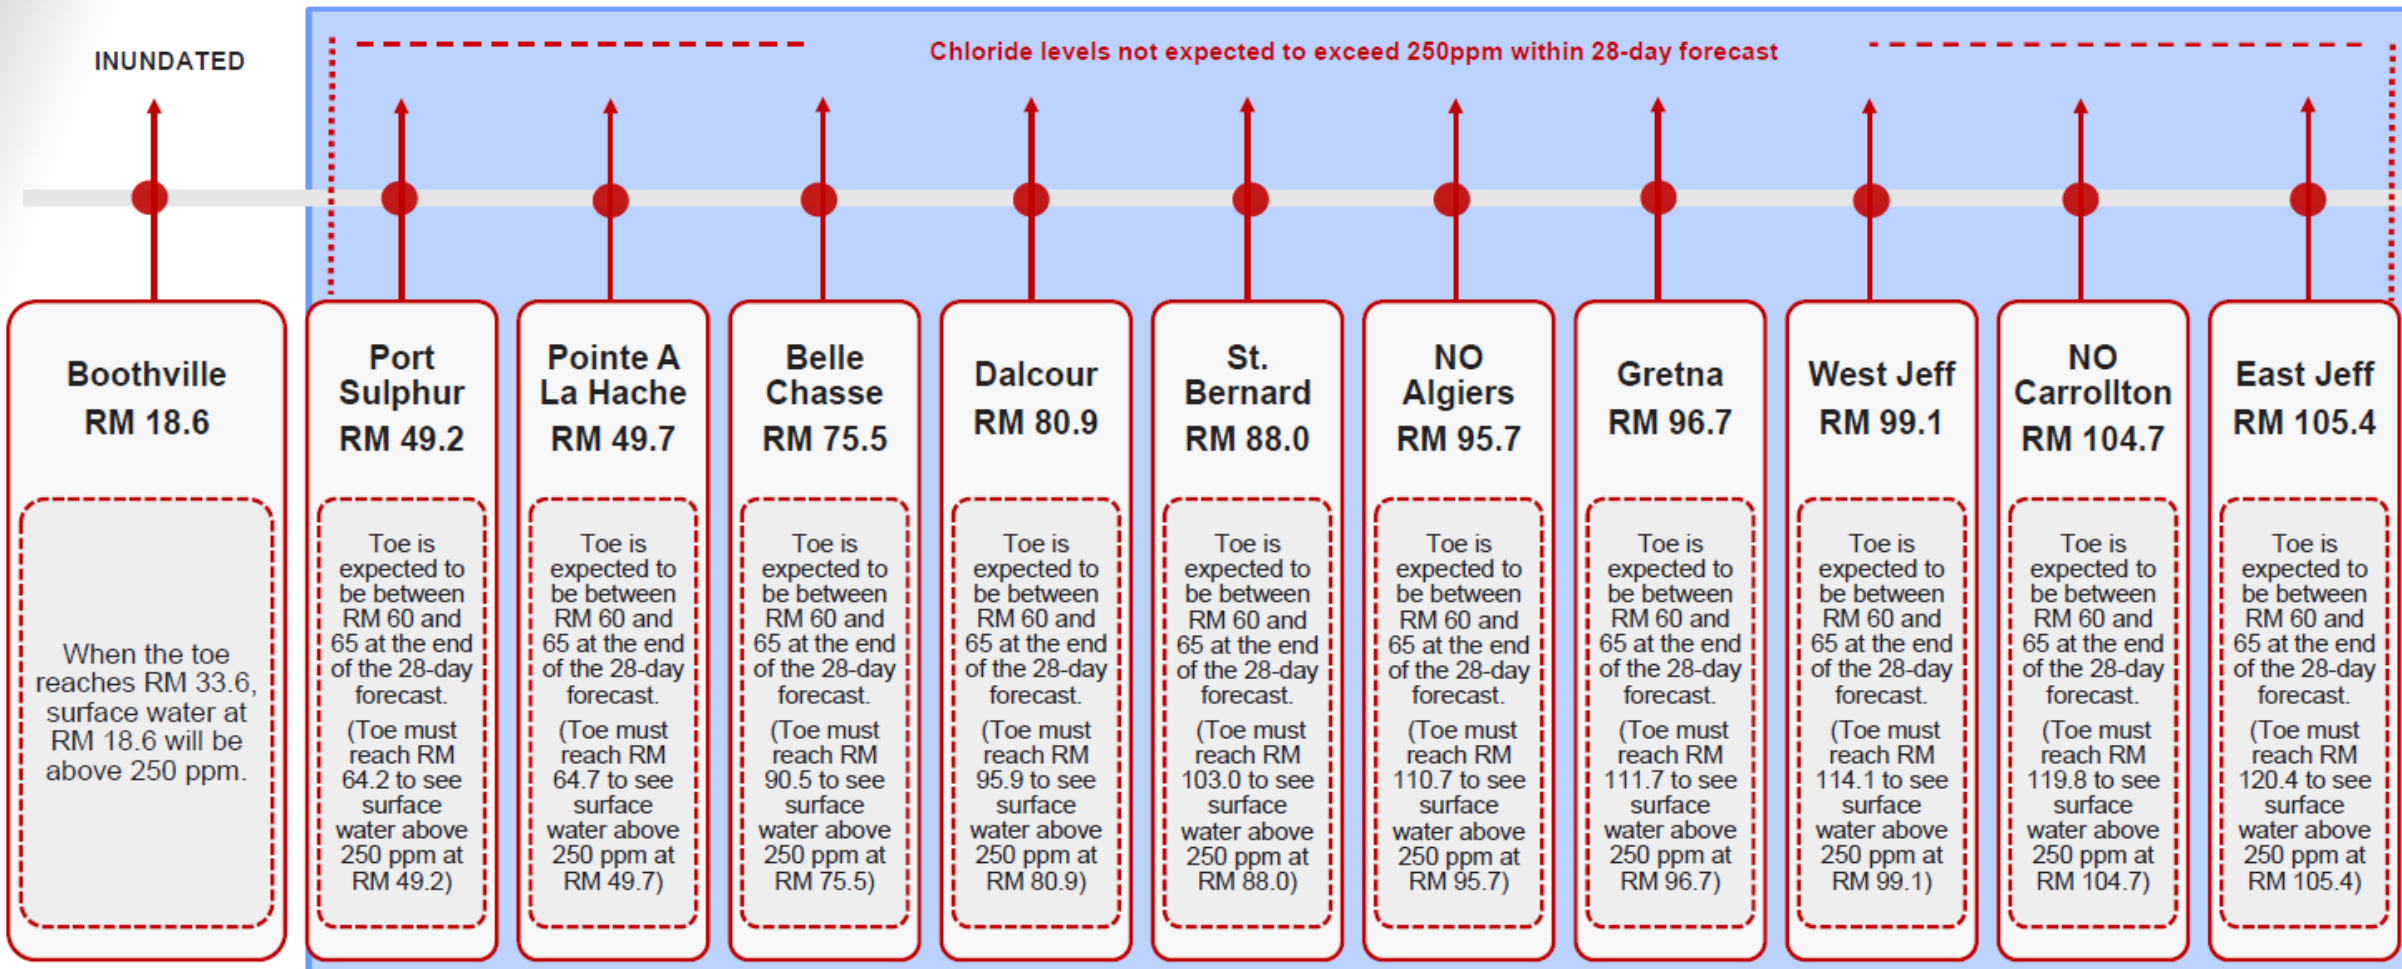 INUNDATED
Chloride levels not expected to exceed 250ppm within 28-day forecast
Boothville
RM 18.6
When the toe
reaches RM 33.6,
surface water at
RM 18.6 will be
above 250 ppm.
Port
Sulphur
RM 49.2
Toe is
expected to
be between
RM 60 and
65 at the end
of the 28-day
forecast.
(Toe must
reach RM
64.2 to see
surface
water above
250 ppm at
RM 49.2)
Pointe A
La Hache
RM 49.7
Toe is
expected to
be between
RM 60 and
65 at the end
of the 28-day
forecast.
(Toe must
reach RM
64.7 to see
surface
water above
250 ppm at
RM 49.7)
Belle
Chasse
RM 75.5
Toe is
expected to
be between
RM 60 and
65 at the end
of the 28-day
forecast.
(Toe must
reach RM
90.5 to see
surface
water above
250 ppm at
RM 75.5)
Dalcour
RM 80.9
Toe is
expected to
be between
RM 60 and
65 at the end
of the 28-day
forecast.
(Toe must
reach RM
95.9 to see
surface
water above
250 ppm at
RM 80.9)
St.
Bernard
RM 88.0
Toe is
expected to
be between
RM 60 and
65 at the end
of the 28-day
forecast.
(Toe must
reach RM
103.0 to see
surface
water above
250 ppm at
RM 88.0)
NO
Algiers
RM 95.7
Toe is
expected to
be between
RM 60 and
65 at the end
of the 28-day
forecast.
(Toe must
reach RM
110.7 to see
surface
water above
250 ppm at
RM 95.7)
Gretna
RM 96.7
Toe is
expected to
be between
RM 60 and
65 at the end
of the 28-day
forecast.
(Toe must
reach RM
111.7 to see
surface
water above
250 ppm at
RM 96.7)
West Jeff
RM 99.1
Toe is
expected to
be between
RM 60 and
65 at the end
of the 28-day
forecast.
(Toe must
reach RM
114.1 to see
surface
water above
250 ppm at
RM 99.1)
NO
Carrollton
RM 104.7
Toe is
expected to
be between
RM 60 and
65 at the end
of the 28-day
forecast.
(Toe must
reach RM
119.8 to see
surface
water above
250 ppm at
RM 104.7)
East Jeff
RM 105.4
Toe is
expected to
be between
RM 60 and
65 at the end
of the 28-day
forecast.
(Toe must
reach RM
120.4 to see
surface
water above
250 ppm at
RM 105.4)